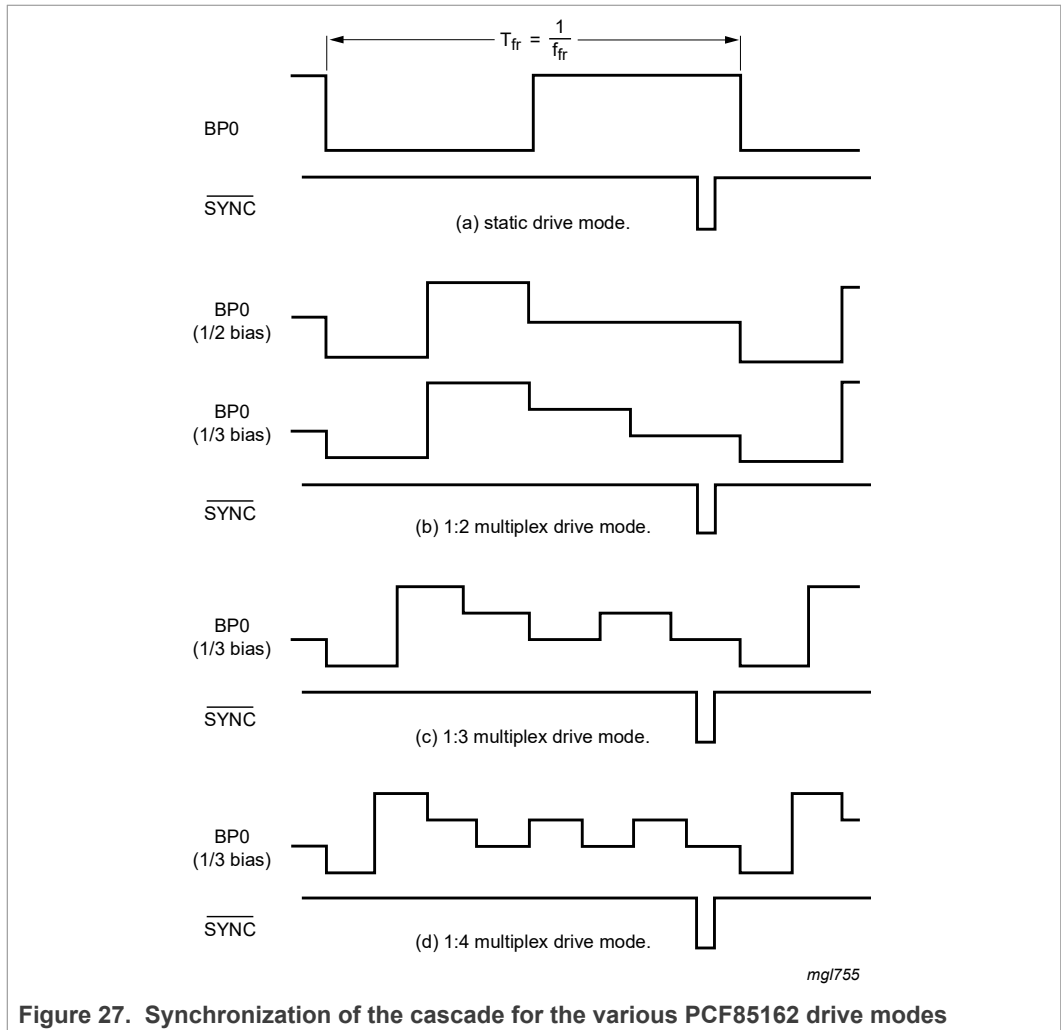 T_fr = 1/f_fr
BP0
SYNC
(a) static drive mode.
BP0
(1/2 bias)
BP0
(1/3 bias)
SYNC
(b) 1:2 multiplex drive mode.
BP0
(1/3 bias)
SYNC
(c) 1:3 multiplex drive mode.
BP0
(1/3 bias)
SYNC
(d) 1:4 multiplex drive mode.
mgl755
Figure 27. Synchronization of the cascade for the various PCF85162 drive modes